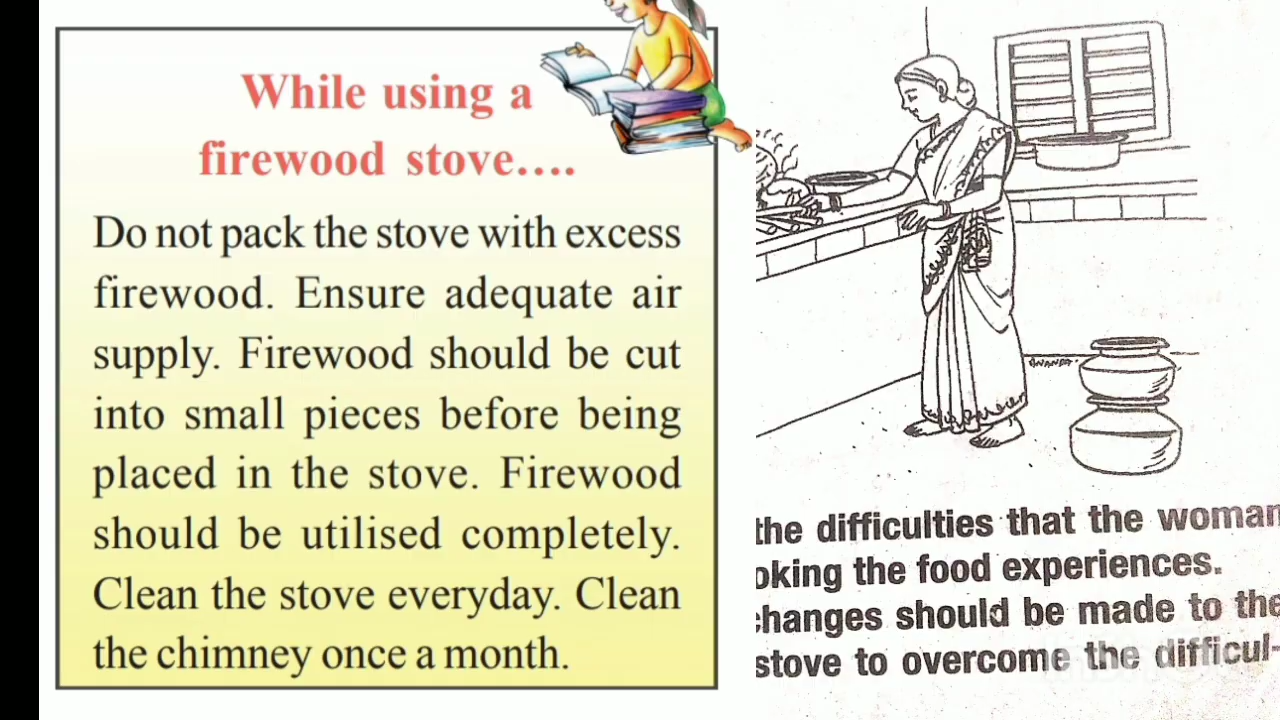 While using a
firewood stove....
Do not pack the stove with excess
firewood. Ensure adequate air
supply. Firewood should be cut
into small pieces before being
placed in the stove. Firewood
should be utilised completely.
Clean the stove everyday. Clean
the chimney once a month.
the difficulties that the woman
oking the food experiences.
changes should be made to the
stove to overcome the difficul-